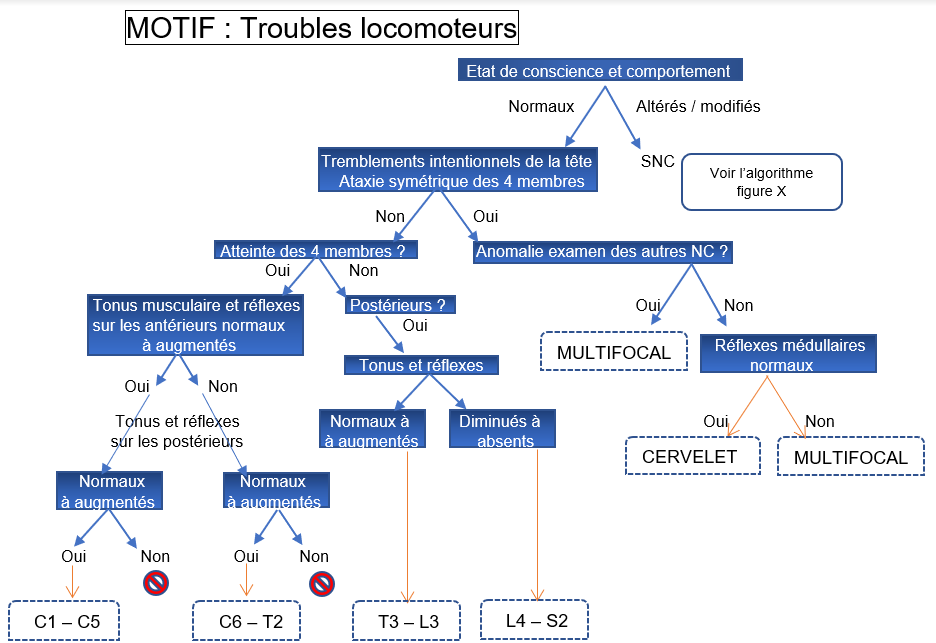 MOTIF : Troubles locomoteurs
Etat de conscience et comportement
Normaux
Altérés / modifiés
SNC
Voir l’algorithme
figure X
Tremblements intentionnels de la tête
Ataxie symétrique des 4 membres
Non
Oui
Atteinte des 4 membres ?
Anomalie examen des autres NC ?
Oui
Non
Tonus musculaire et réflexes
sur les antérieurs normaux
à augmentés
Postérieurs ?
Oui
Oui
Non
MULTIFOCAL
Réflexes médullaires
normaux
Tonus et réflexes
Oui
Non
Tonus et réflexes
sur les postérieurs
Normaux à
à augmentés
Diminués à
absents
Oui
Non
CERVELET
MULTIFOCAL
Normaux
à augmentés
Normaux
à augmentés
Oui
Non
Oui
Non
C1 – C5
C6 – T2
T3 – L3
L4 – S2